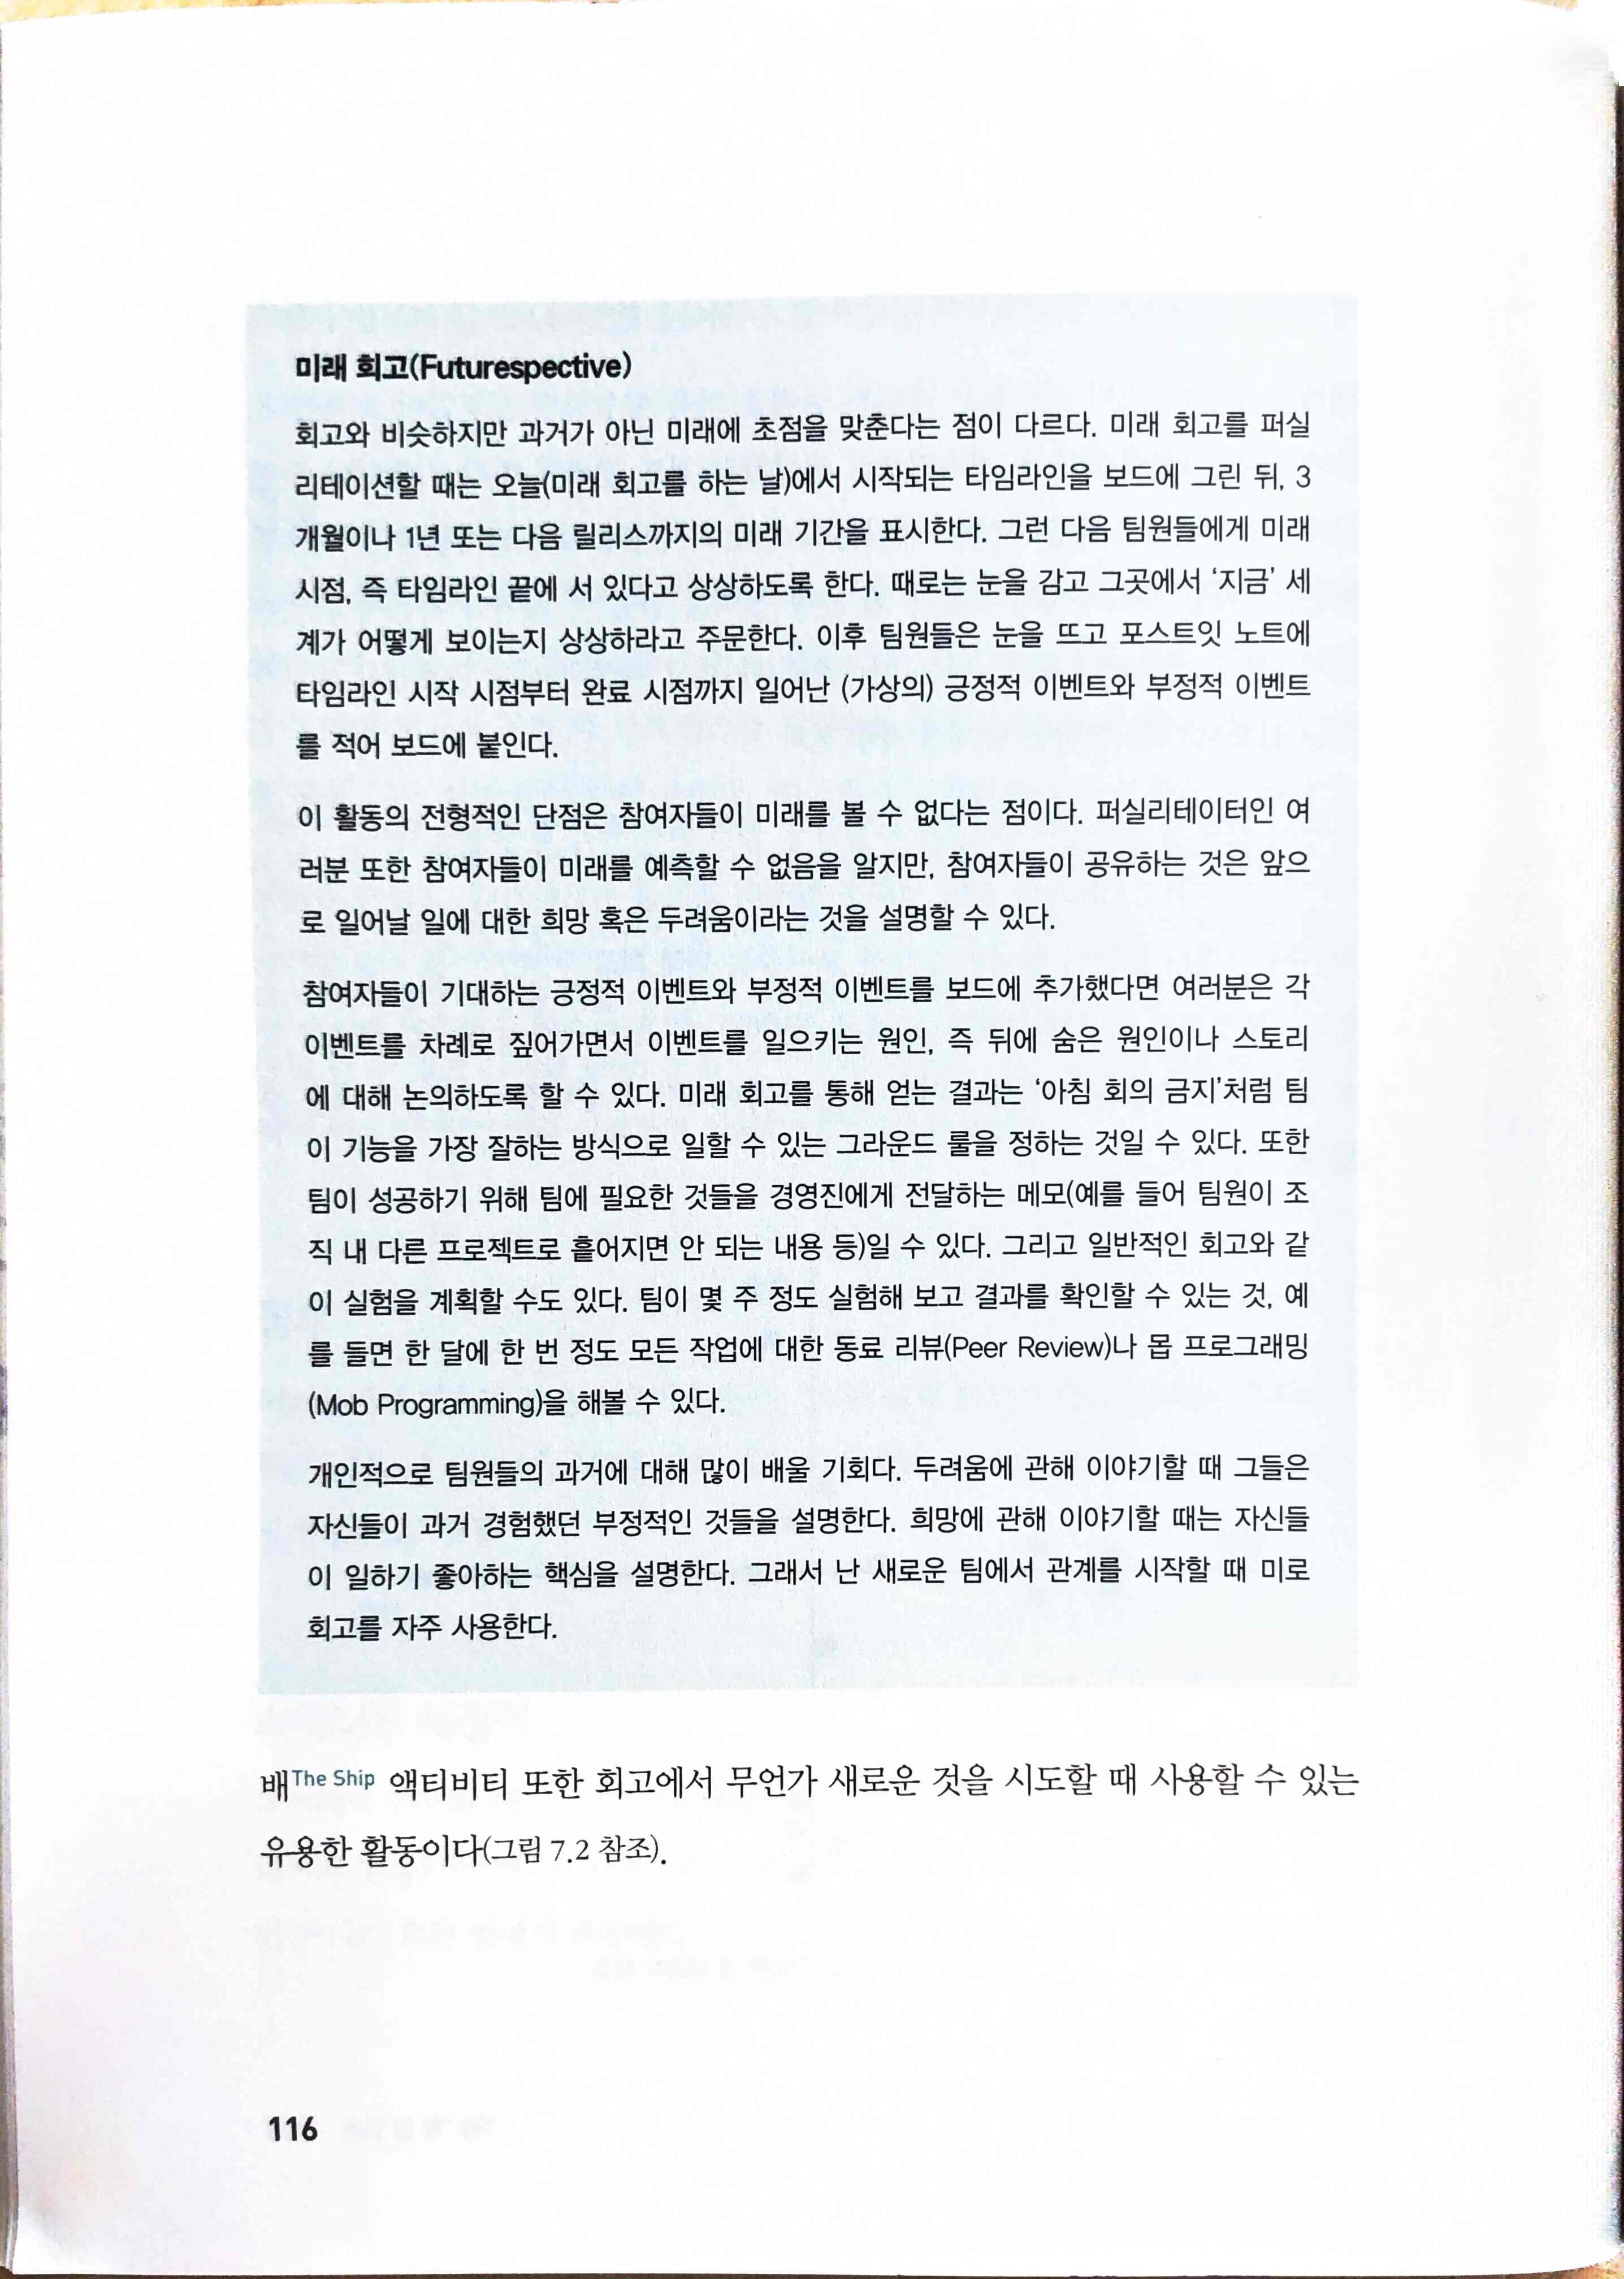 미래 회고(Futurespective)
회고와 비슷하지만 과거가 아닌 미래에 초점을 맞춘다는 점이 다르다. 미래 회고를 퍼실
리테이션할 때는 오늘(미래 회고를 하는 날)에서 시작되는 타임라인을 보드에 그린 뒤, 3
개월이나 1년 또는 다음 릴리스까지의 미래 기간을 표시한다. 그런 다음 팀원들에게 미래
시점, 즉 타임라인 끝에 서 있다고 상상하도록 한다. 때로는 눈을 감고 그곳에서 ‘지금’ 세
계가 어떻게 보이는지 상상하라고 주문한다. 이후 팀원들은 눈을 뜨고 포스트잇 노트에
타임라인 시작 시점부터 완료 시점까지 일어난 (가상의) 긍정적 이벤트와 부정적 이벤트
를 적어 보드에 붙인다.
이 활동의 전형적인 단점은 참여자들이 미래를 볼 수 없다는 점이다. 퍼실리테이터인 여
러분 또한 참여자들이 미래를 예측할 수 없음을 알지만, 참여자들이 공유하는 것은 앞으
로 일어날 일에 대한 희망 혹은 두려움이라는 것을 설명할 수 있다.
참여자들이 기대하는 긍정적 이벤트와 부정적 이벤트를 보드에 추가했다면 여러분은 각
이벤트를 차례로 짚어가면서 이벤트를 일으키는 원인, 즉 뒤에 숨은 원인이나 스토리
에 대해 논의하도록 할 수 있다. 미래 회고를 통해 얻는 결과는 ‘아침 회의 금지’처럼 팀
이 기능을 가장 잘하는 방식으로 일할 수 있는 그라운드 룰을 정하는 것일 수 있다. 또한
팀이 성공하기 위해 팀에 필요한 것들을 경영진에게 전달하는 메모(예를 들어 팀원이 조
직 내 다른 프로젝트로 흩어지면 안 되는 내용 등)일 수 있다. 그리고 일반적인 회고와 같
이 실험을 계획할 수도 있다. 팀이 몇 주 정도 실험해 보고 결과를 확인할 수 있는 것, 예
를 들면 한 달에 한 번 정도 모든 작업에 대한 동료 리뷰(Peer Review)나 몹 프로그래밍
(Mob Programming)을 해볼 수 있다.
개인적으로 팀원들의 과거에 대해 많이 배울 기회다. 두려움에 관해 이야기할 때 그들은
자신들이 과거 경험했던 부정적인 것들을 설명한다. 희망에 관해 이야기할 때는 자신들
이 일하기 좋아하는 핵심을 설명한다. 그래서 난 새로운 팀에서 관계를 시작할 때 미로
회고를 자주 사용한다.
배The Ship 액티비티 또한 회고에서 무언가 새로운 것을 시도할 때 사용할 수 있는
유용한 활동이다(그림 7.2 참조).
116